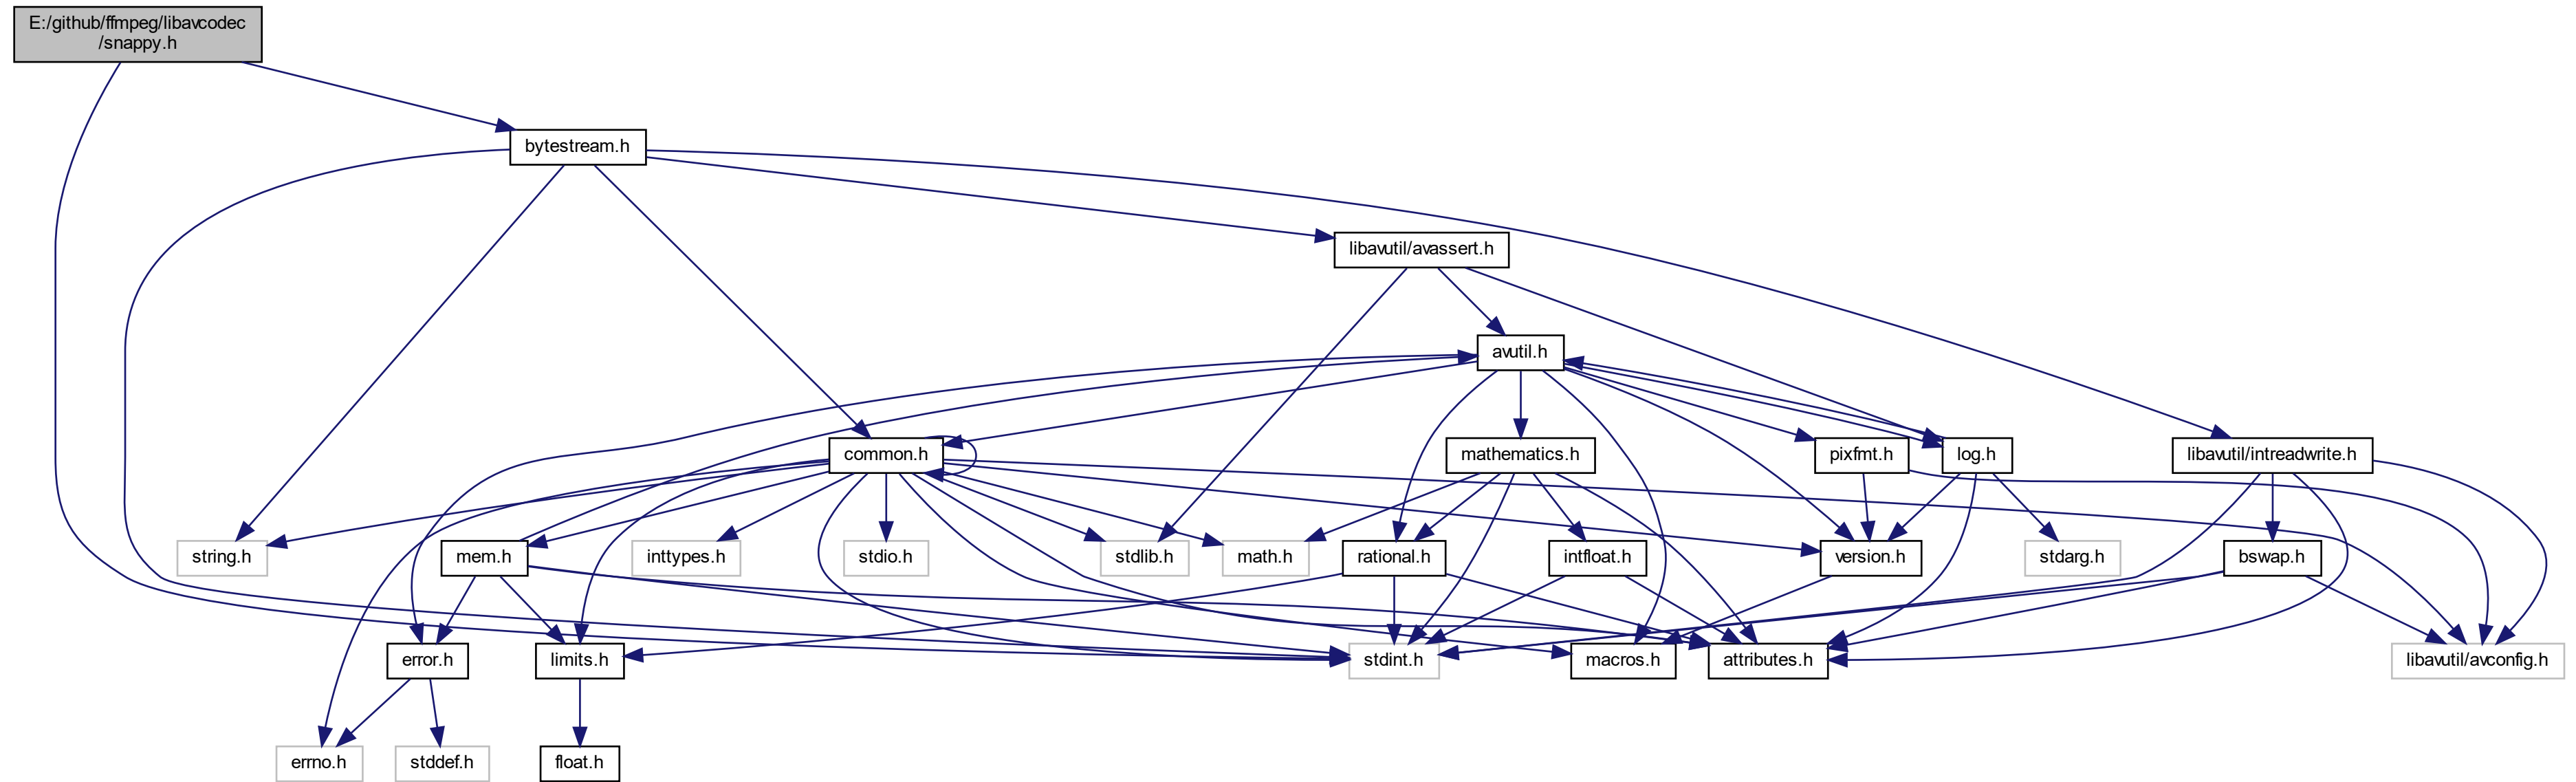 E:/github/ffmpeg/libavcodec
/snappy.h
bytestream.h
libavutil/avassert.h
avutil.h
common.h
mathematics.h
pixfmt.h
log.h
libavutil/intreadwrite.h
string.h
mem.h
inttypes.h
stdio.h
stdlib.h
math.h
rational.h
intfloat.h
version.h
stdarg.h
bswap.h
error.h
limits.h
stdint.h
macros.h
attributes.h
libavutil/avconfig.h
errno.h
stddef.h
float.h